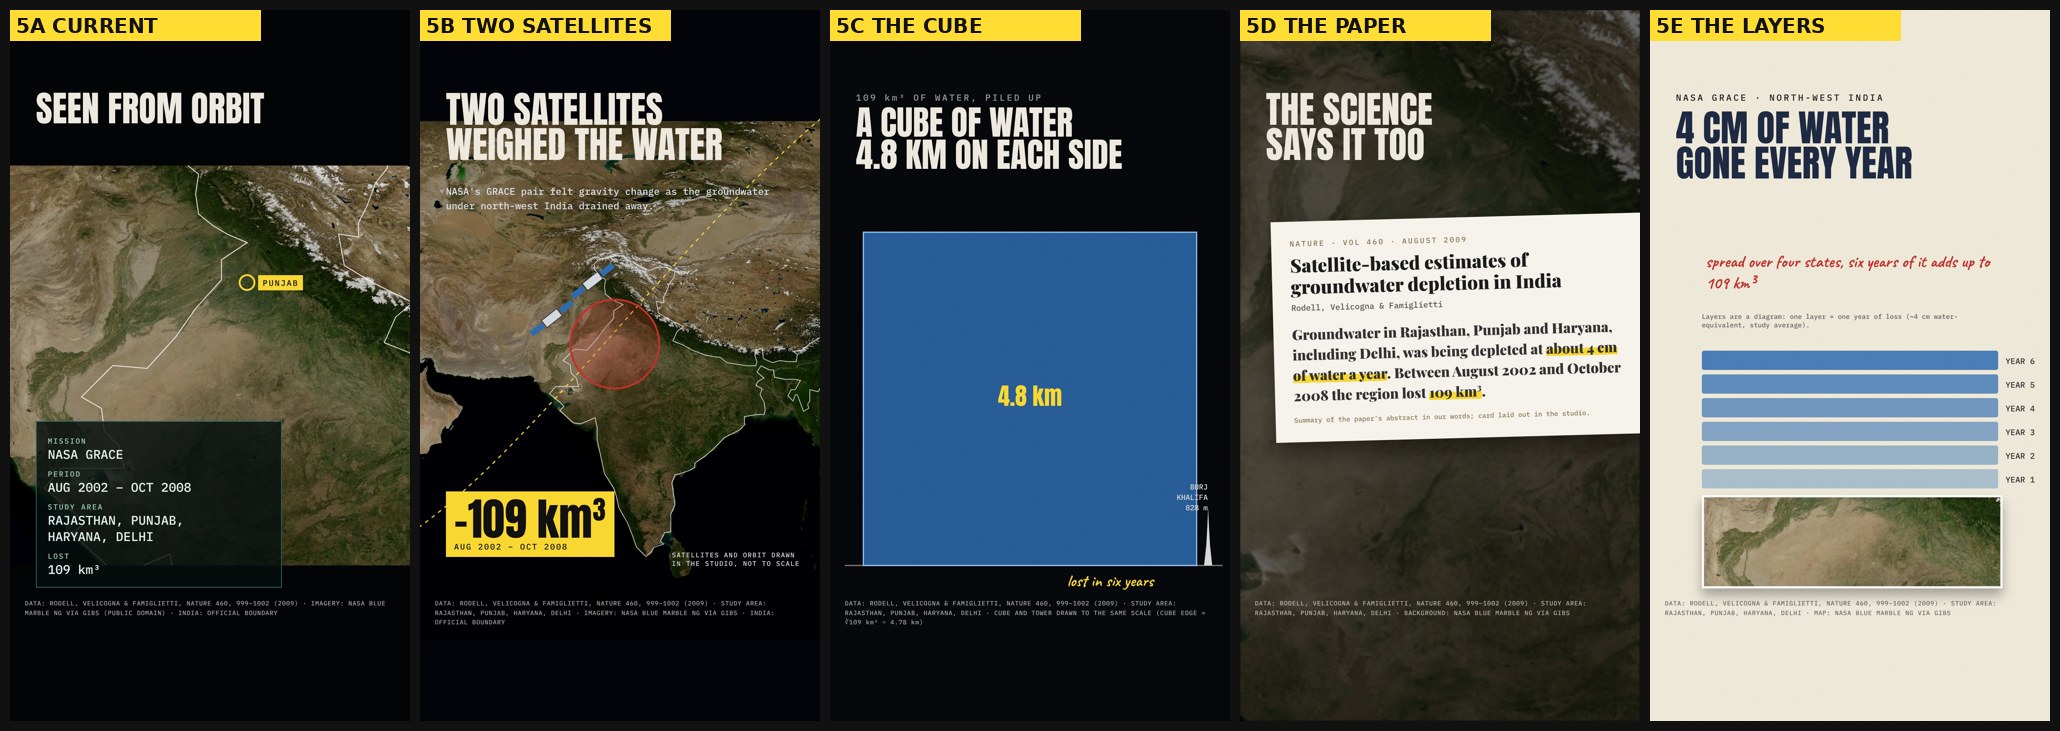 5A CURRENT
SEEN FROM ORBIT
PUNJAB
MISSION
NASA GRACE
PERIOD
AUG 2002 – OCT 2008
STUDY AREA
RAJASTHAN, PUNJAB,
HARYANA, DELHI
LOST
109 km³
DATA: RODELL, VELICOGNA & FAMIGLIETTI, NATURE 460, 999–1002 (2009) · IMAGERY: NASA BLUE
MARBLE NG VIA GIBS (PUBLIC DOMAIN) · INDIA: OFFICIAL BOUNDARY
5B TWO SATELLITES
TWO SATELLITES
WEIGHED THE WATER
NASA's GRACE pair felt gravity change as the groundwater
under north-west India drained away.
-109 km³
AUG 2002 – OCT 2008
SATELLITES AND ORBIT DRAWN
IN THE STUDIO, NOT TO SCALE
DATA: RODELL, VELICOGNA & FAMIGLIETTI, NATURE 460, 999–1002 (2009) · STUDY AREA:
RAJASTHAN, PUNJAB, HARYANA, DELHI · IMAGERY: NASA BLUE MARBLE NG VIA GIBS · INDIA:
OFFICIAL BOUNDARY
5C THE CUBE
109 km³ OF WATER, PILED UP
A CUBE OF WATER
4.8 KM ON EACH SIDE
4.8 km
BURJ
KHALIFA
828 m
lost in six years
DATA: RODELL, VELICOGNA & FAMIGLIETTI, NATURE 460, 999–1002 (2009) · STUDY AREA:
RAJASTHAN, PUNJAB, HARYANA, DELHI · CUBE AND TOWER DRAWN TO THE SAME SCALE (CUBE EDGE =
∛109 km³ = 4.78 km)
5D THE PAPER
THE SCIENCE
SAYS IT TOO
NATURE · VOL 460 · AUGUST 2009
Satellite-based estimates of
groundwater depletion in India
Rodell, Velicogna & Famiglietti
Groundwater in Rajasthan, Punjab and Haryana,
including Delhi, was being depleted at about 4 cm
of water a year. Between August 2002 and October
2008 the region lost 109 km³.
Summary of the paper's abstract in our words; card laid out in the studio.
DATA: RODELL, VELICOGNA & FAMIGLIETTI, NATURE 460, 999–1002 (2009) · STUDY AREA:
RAJASTHAN, PUNJAB, HARYANA, DELHI · BACKGROUND: NASA BLUE MARBLE NG VIA GIBS
5E THE LAYERS
NASA GRACE · NORTH-WEST INDIA
4 CM OF WATER
GONE EVERY YEAR
spread over four states, six years of it adds up to
109 km³
Layers are a diagram: one layer = one year of loss (~4 cm water-
equivalent, study average).
YEAR 6
YEAR 5
YEAR 4
YEAR 3
YEAR 2
YEAR 1
DATA: RODELL, VELICOGNA & FAMIGLIETTI, NATURE 460, 999–1002 (2009) · STUDY AREA:
RAJASTHAN, PUNJAB, HARYANA, DELHI · MAP: NASA BLUE MARBLE NG VIA GIBS